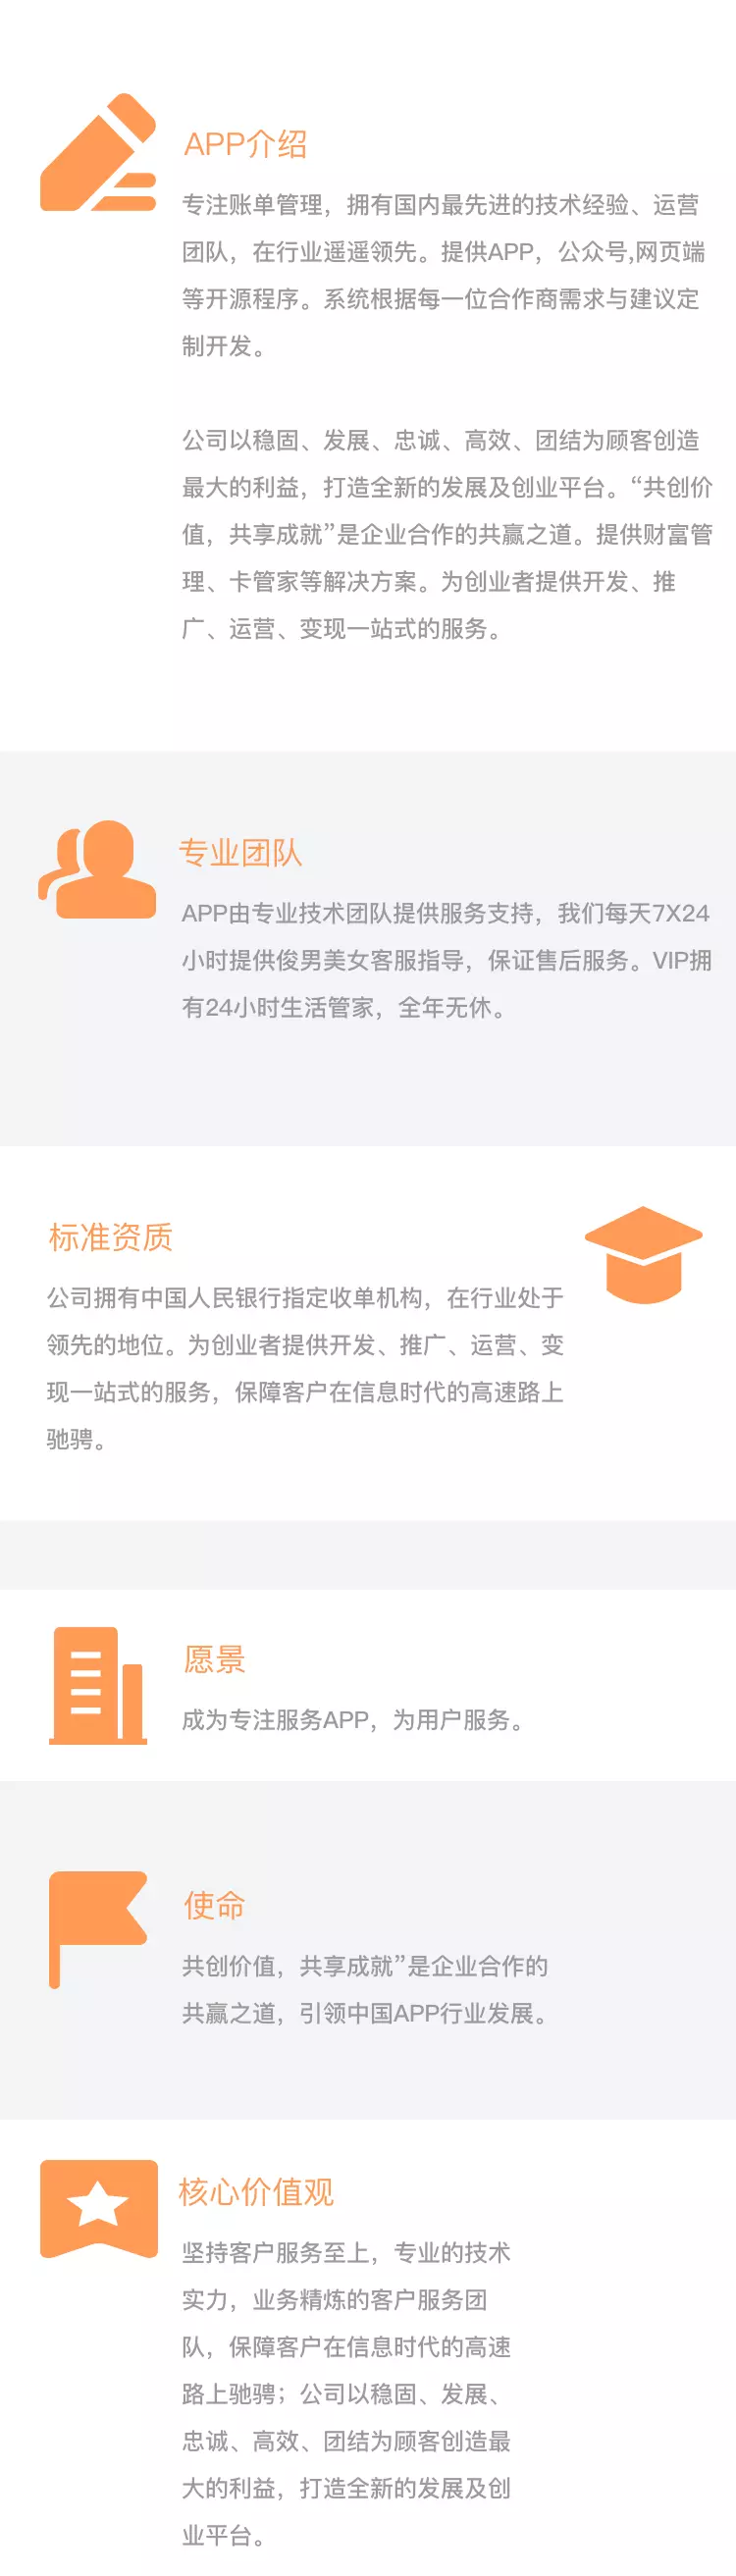 APP介绍
专注账单管理，拥有国内最先进的技术经验、运营
团队，在行业遥遥领先。提供APP，公众号,网页端
等开源程序。系统根据每一位合作商需求与建议定
制开发。
公司以稳固、发展、忠诚、高效、团结为顾客创造
最大的利益，打造全新的发展及创业平台。“共创价
值，共享成就”是企业合作的共赢之道。提供财富管
理、卡管家等解决方案。为创业者提供开发、推
广、运营、变现一站式的服务。
专业团队
APP由专业技术团队提供服务支持，我们每天7X24
小时提供俊男美女客服指导，保证售后服务。VIP拥
有24小时生活管家，全年无休。
标准资质
公司拥有中国人民银行指定收单机构，在行业处于
领先的地位。为创业者提供开发、推广、运营、变
现一站式的服务，保障客户在信息时代的高速路上
驰骋。
愿景
成为专注服务APP，为用户服务。
使命
共创价值，共享成就”是企业合作的
共赢之道，引领中国APP行业发展。
核心价值观
坚持客户服务至上，专业的技术
实力，业务精炼的客户服务团
队，保障客户在信息时代的高速
路上驰骋；公司以稳固、发展、
忠诚、高效、团结为顾客创造最
大的利益，打造全新的发展及创
业平台。